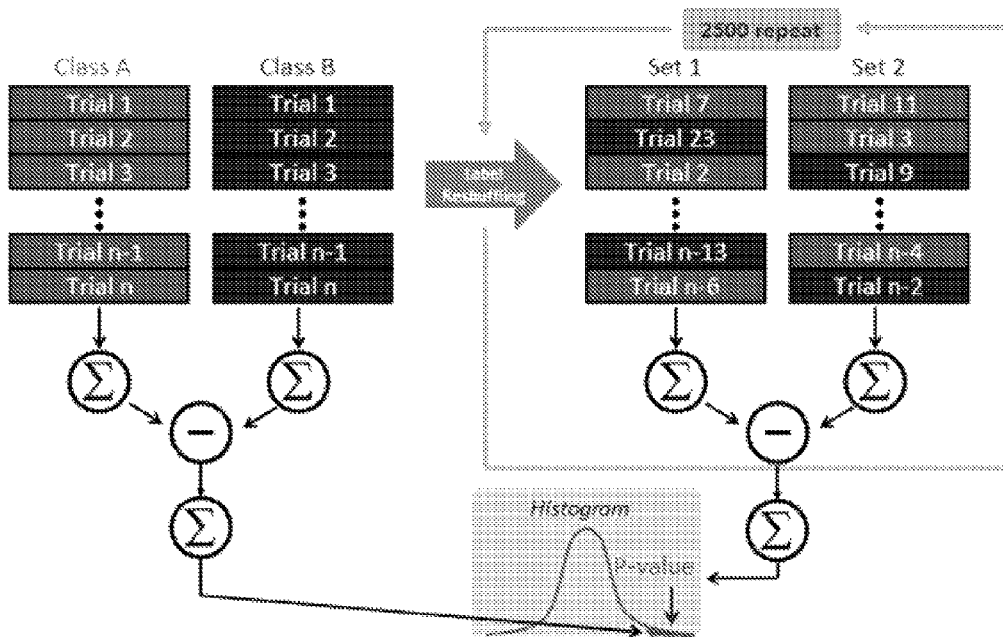 2500 repeat
Class A
Class B
Set 1
Set 2
Trial 1
Trial 2
Trial 3
Trial n-1
Trial n
Trial 1
Trial 2
Trial 3
Trial n-1
Trial n
Label
Reshuffling
Trial 7
Trial 23
Trial 2
Trial n-13
Trial n-6
Trial 11
Trial 3
Trial 9
Trial n-4
Trial n-2
Σ
Σ
−
Σ
Σ
Σ
−
Σ
Histogram
P-value